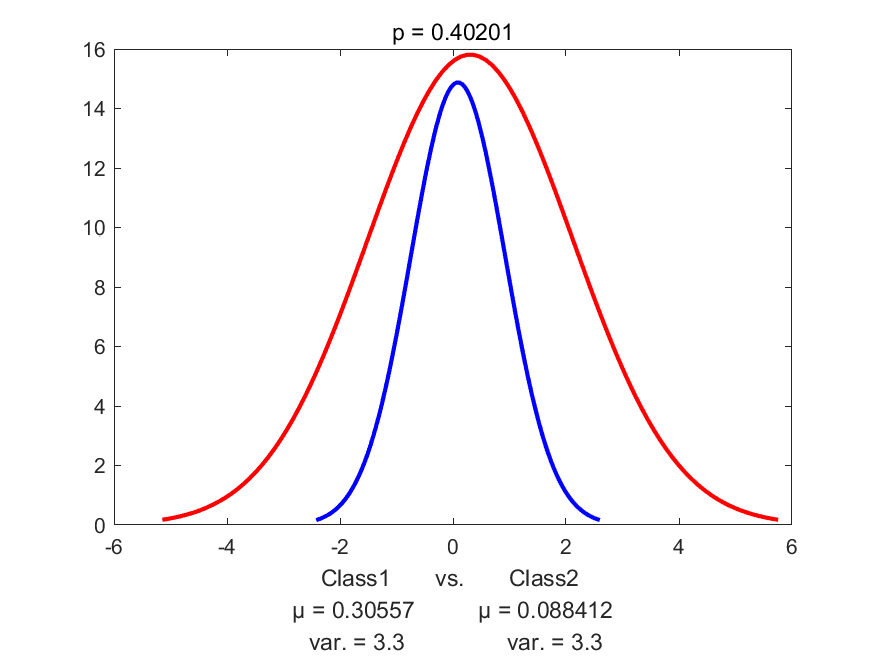 p = 0.40201
16
14
12
10
8
6
4
2
0
-6 -4 -2 0 2 4 6
Class1 vs. Class2
μ = 0.30557 μ = 0.088412
var. = 3.3 var. = 3.3